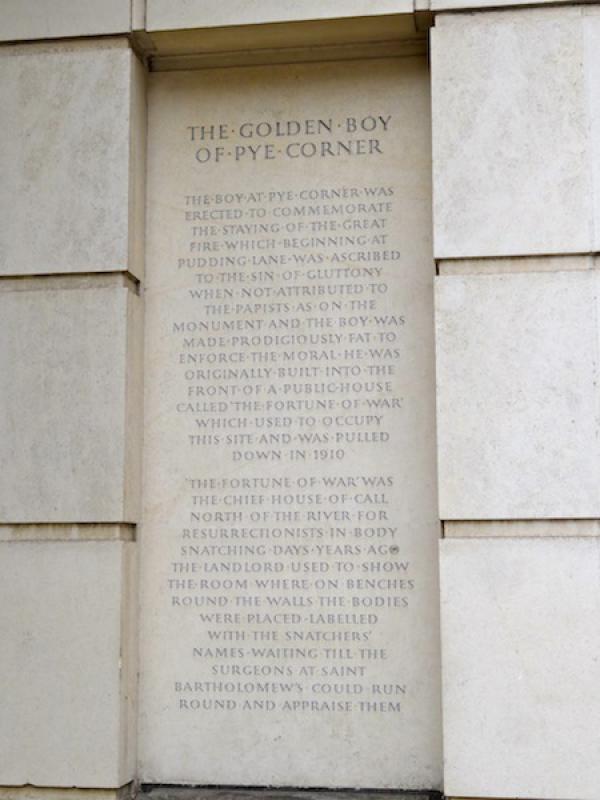 THE·GOLDEN·BOY
OF·PYE·CORNER
THE·BOY·AT·PYE·CORNER·WAS
ERECTED·TO·COMMEMORATE
THE·STAYING·OF·THE·GREAT
FIRE·WHICH·BEGINNING·AT
PUDDING·LANE·WAS·ASCRIBED
TO·THE·SIN·OF·GLUTTONY
WHEN·NOT·ATTRIBUTED·TO
THE·PAPISTS·AS·ON·THE
MONUMENT·AND·THE·BOY·WAS
MADE·PRODIGIOUSLY·FAT·TO
ENFORCE·THE·MORAL·HE·WAS
ORIGINALLY·BUILT·INTO·THE
FRONT·OF·A·PUBLIC-HOUSE
CALLED·'THE·FORTUNE·OF·WAR'
WHICH·USED·TO·OCCUPY
THIS·SITE·AND·WAS·PULLED
DOWN·IN·1910
'THE·FORTUNE·OF·WAR'·WAS
THE·CHIEF·HOUSE·OF·CALL
NORTH·OF·THE·RIVER·FOR
RESURRECTIONISTS·IN·BODY
SNATCHING·DAYS·YEARS·AGO
THE·LANDLORD·USED·TO·SHOW
THE·ROOM·WHERE·ON·BENCHES
ROUND·THE·WALLS·THE·BODIES
WERE·PLACED·LABELLED
WITH·THE·SNATCHERS'
NAMES·WAITING·TILL·THE
SURGEONS·AT·SAINT
BARTHOLOMEW'S·COULD·RUN
ROUND·AND·APPRAISE·THEM